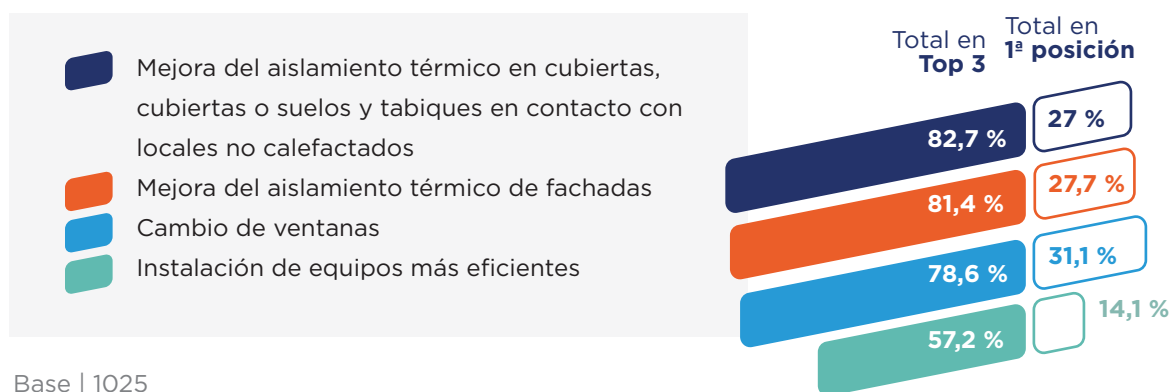 Mejora del aislamiento térmico en cubiertas,
cubiertas o suelos y tabiques en contacto con
locales no calefactados
Mejora del aislamiento térmico de fachadas
Cambio de ventanas
Instalación de equipos más eficientes
Total en
Top 3
Total en
1ª posición
82,7 %
27 %
81,4 %
27,7 %
78,6 %
31,1 %
57,2 %
14,1 %
Base | 1025